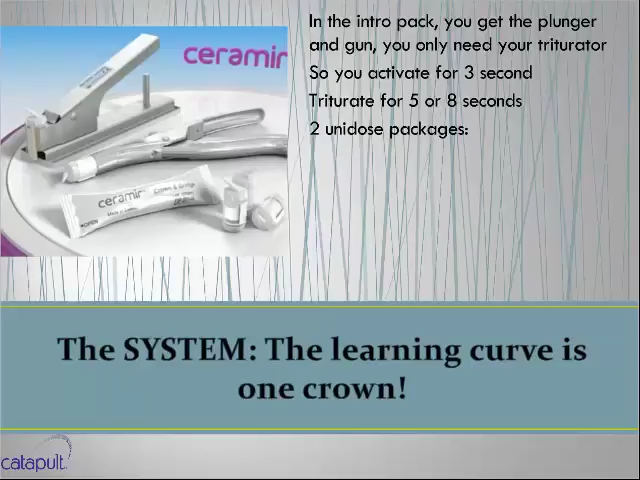 In the intro pack, you get the plunger
and gun, you only need your triturator
So you activate for 3 second
Triturate for 5 or 8 seconds
2 unidose packages:
ceramir
ceramir
Crown & Bridge
The SYSTEM: The learning curve is
one crown!
catapult